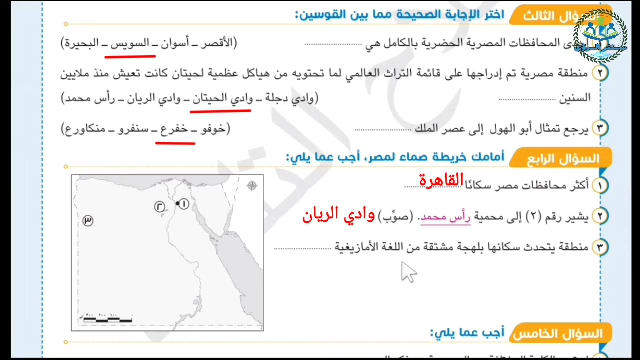 السؤال الثالث اختر الإجابة الصحيحة مما بين القوسين:
إحدى المحافظات المصرية الحضرية بالكامل هي .................... (الأقصر ـ أسوان ـ السويس ـ البحيرة)
٢ منطقة مصرية تم إدراجها على قائمة التراث العالمي لما تحتويه من هياكل عظمية لحيتان كانت تعيش منذ ملايين
السنين .................... (وادي دجلة ـ وادي الحيتان ـ وادي الريان ـ رأس محمد)
٣ يرجع تمثال أبو الهول إلى عصر الملك .................... (خوفو ـ خفرع ـ سنفرو ـ منكاورع)
السؤال الرابع أمامك خريطة صماء لمصر، أجب عما يلي:
١ أكثر محافظات مصر سكانًا .................... القاهرة
٢ يشير رقم (٢) إلى محمية رأس محمد. (صوِّب) وادي الريان
٣ منطقة يتحدث سكانها بلهجة مشتقة من اللغة الأمازيغية ....................
١
٢
٣
السؤال الخامس أجب عما يلي: